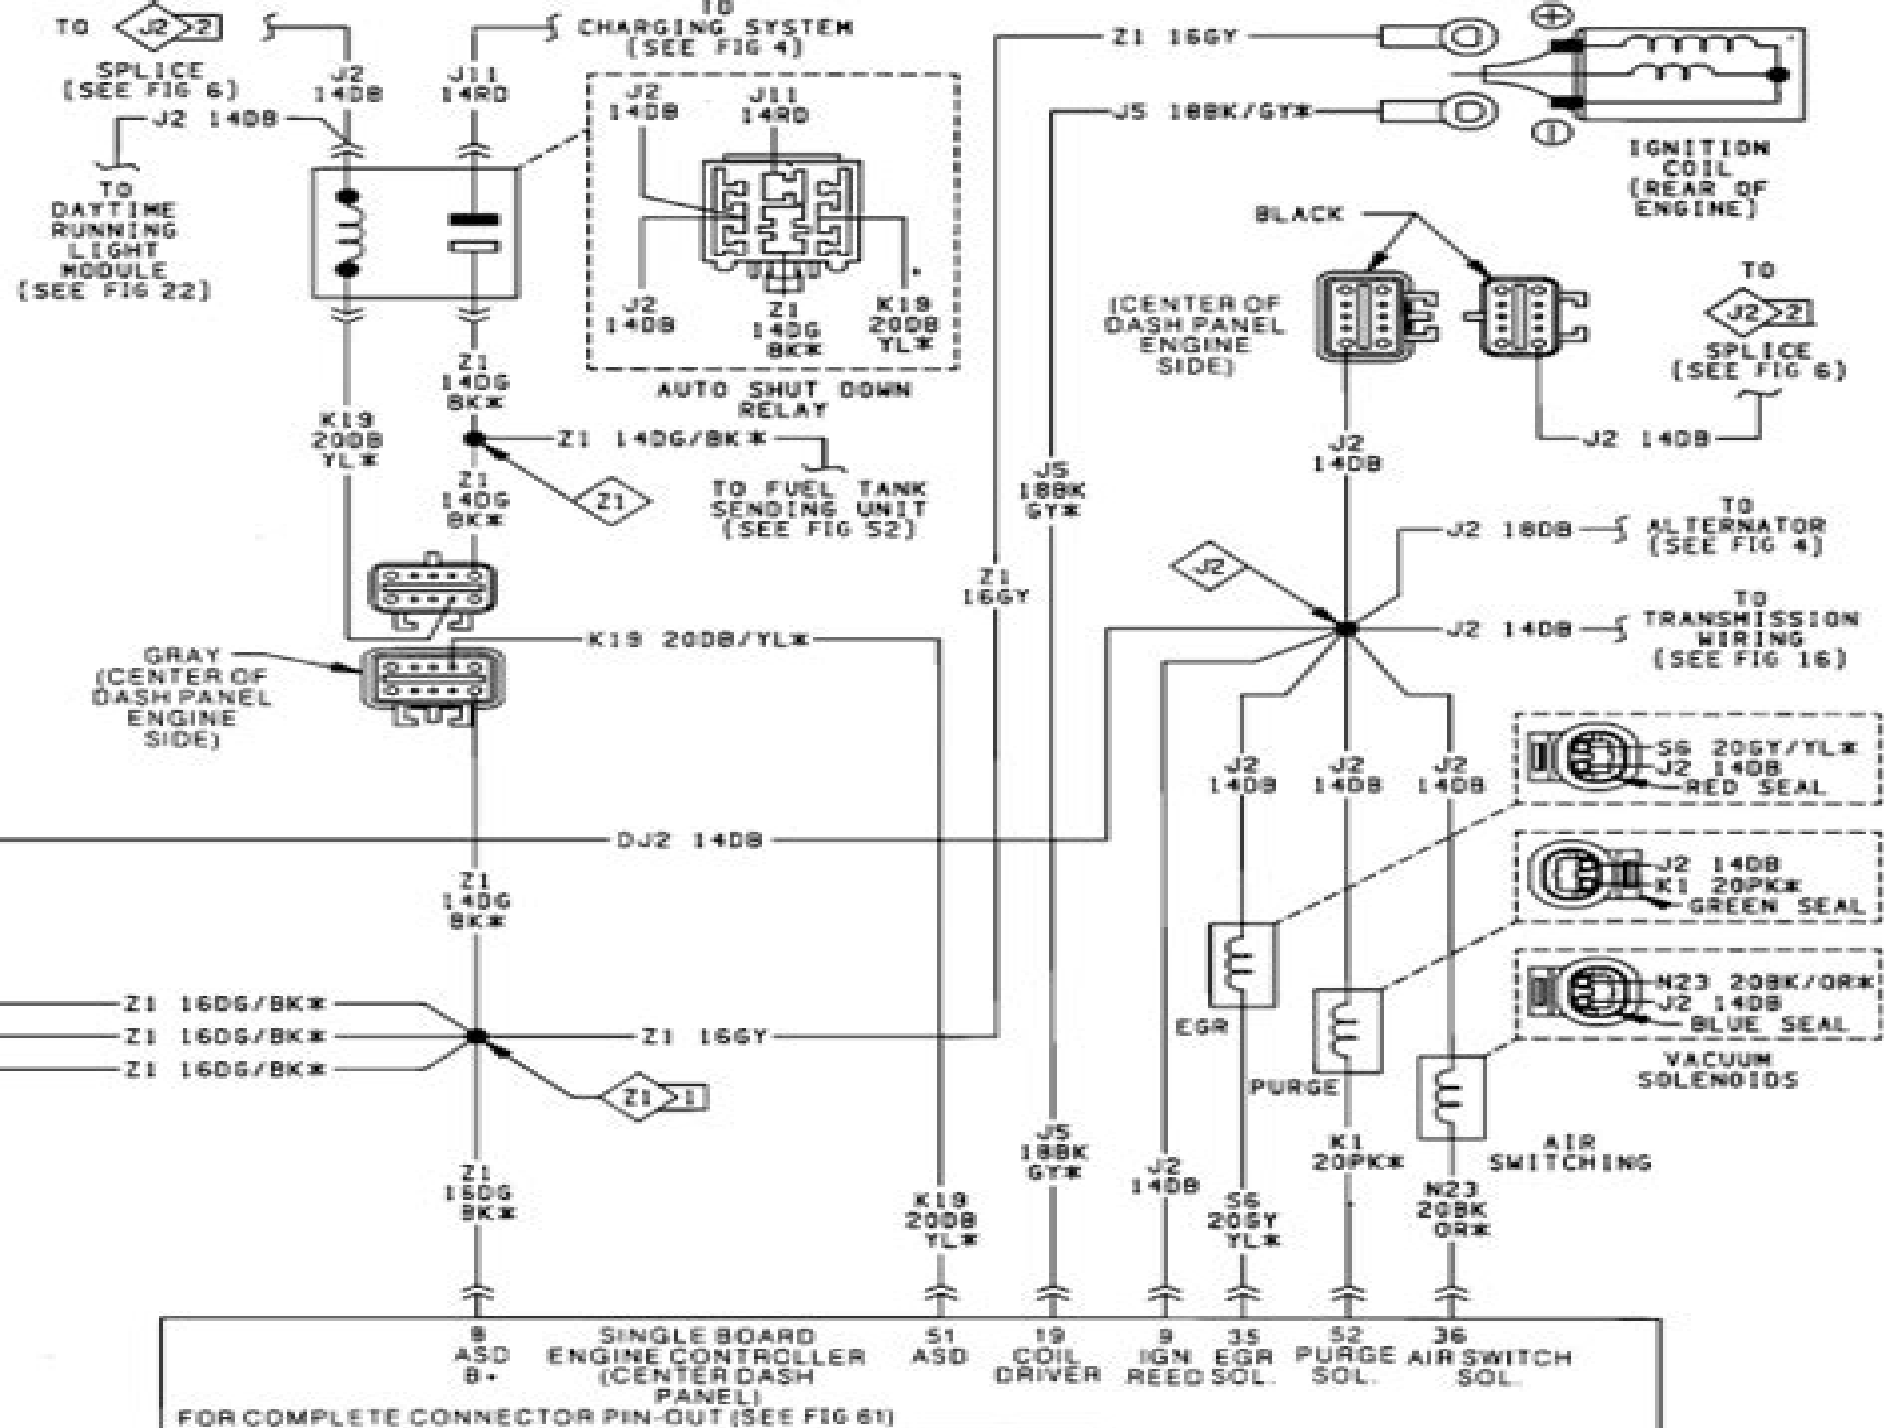 TO J2 2
SPLICE
(SEE FIG 6)
J2 14DB
TO
DAYTIME
RUNNING
LIGHT
MODULE
(SEE FIG 22)
J2
14DB
J11
14RD
TO
CHARGING SYSTEM
(SEE FIG 4)
J2
14DB
J11
14RD
J2
14DB
Z1
14DG
BK*
K19
20DB
YL*
AUTO SHUT DOWN
RELAY
Z1
14DG
BK*
K19
20DB
YL*
Z1 14DG/BK*
Z1
14DG
BK*
Z1
TO FUEL TANK
SENDING UNIT
(SEE FIG 52)
K19 20DB/YL*
GRAY
(CENTER OF
DASH PANEL
ENGINE
SIDE)
DJ2 14DB
Z1
14DG
BK*
Z1 16DG/BK*
Z1 16DG/BK*
Z1 16DG/BK*
Z1 16GY
Z1 1
Z1
16DG
BK*
Z1 16GY
J5 18BK/GY*
+
-
IGNITION
COIL
(REAR OF
ENGINE)
BLACK
(CENTER OF
DASH PANEL
ENGINE
SIDE)
TO
J2 2
SPLICE
(SEE FIG 6)
J2 14DB
J2
14DB
J5
18BK
GY*
Z1
16GY
J2
J2 18DB
TO
ALTERNATOR
(SEE FIG 4)
J2 14DB
TO
TRANSMISSION
WIRING
(SEE FIG 16)
J2
14DB
J2
14DB
J2
14DB
S6 20GY/YL*
J2 14DB
RED SEAL
J2 14DB
K1 20PK*
GREEN SEAL
N23 20BK/OR*
J2 14DB
BLUE SEAL
VACUUM
SOLENOIDS
EGR
PURGE
AIR
SWITCHING
K19
20DB
YL*
J5
18BK
GY*
J2
14DB
S6
20GY
YL*
K1
20PK*
N23
20BK
OR*
8
ASD
B+
SINGLE BOARD
ENGINE CONTROLLER
(CENTER DASH
PANEL)
51
ASD
19
COIL
DRIVER
9
IGN
REED
35
EGR
SOL.
52
PURGE
SOL.
36
AIR SWITCH
SOL.
FOR COMPLETE CONNECTOR PIN-OUT (SEE FIG 61)